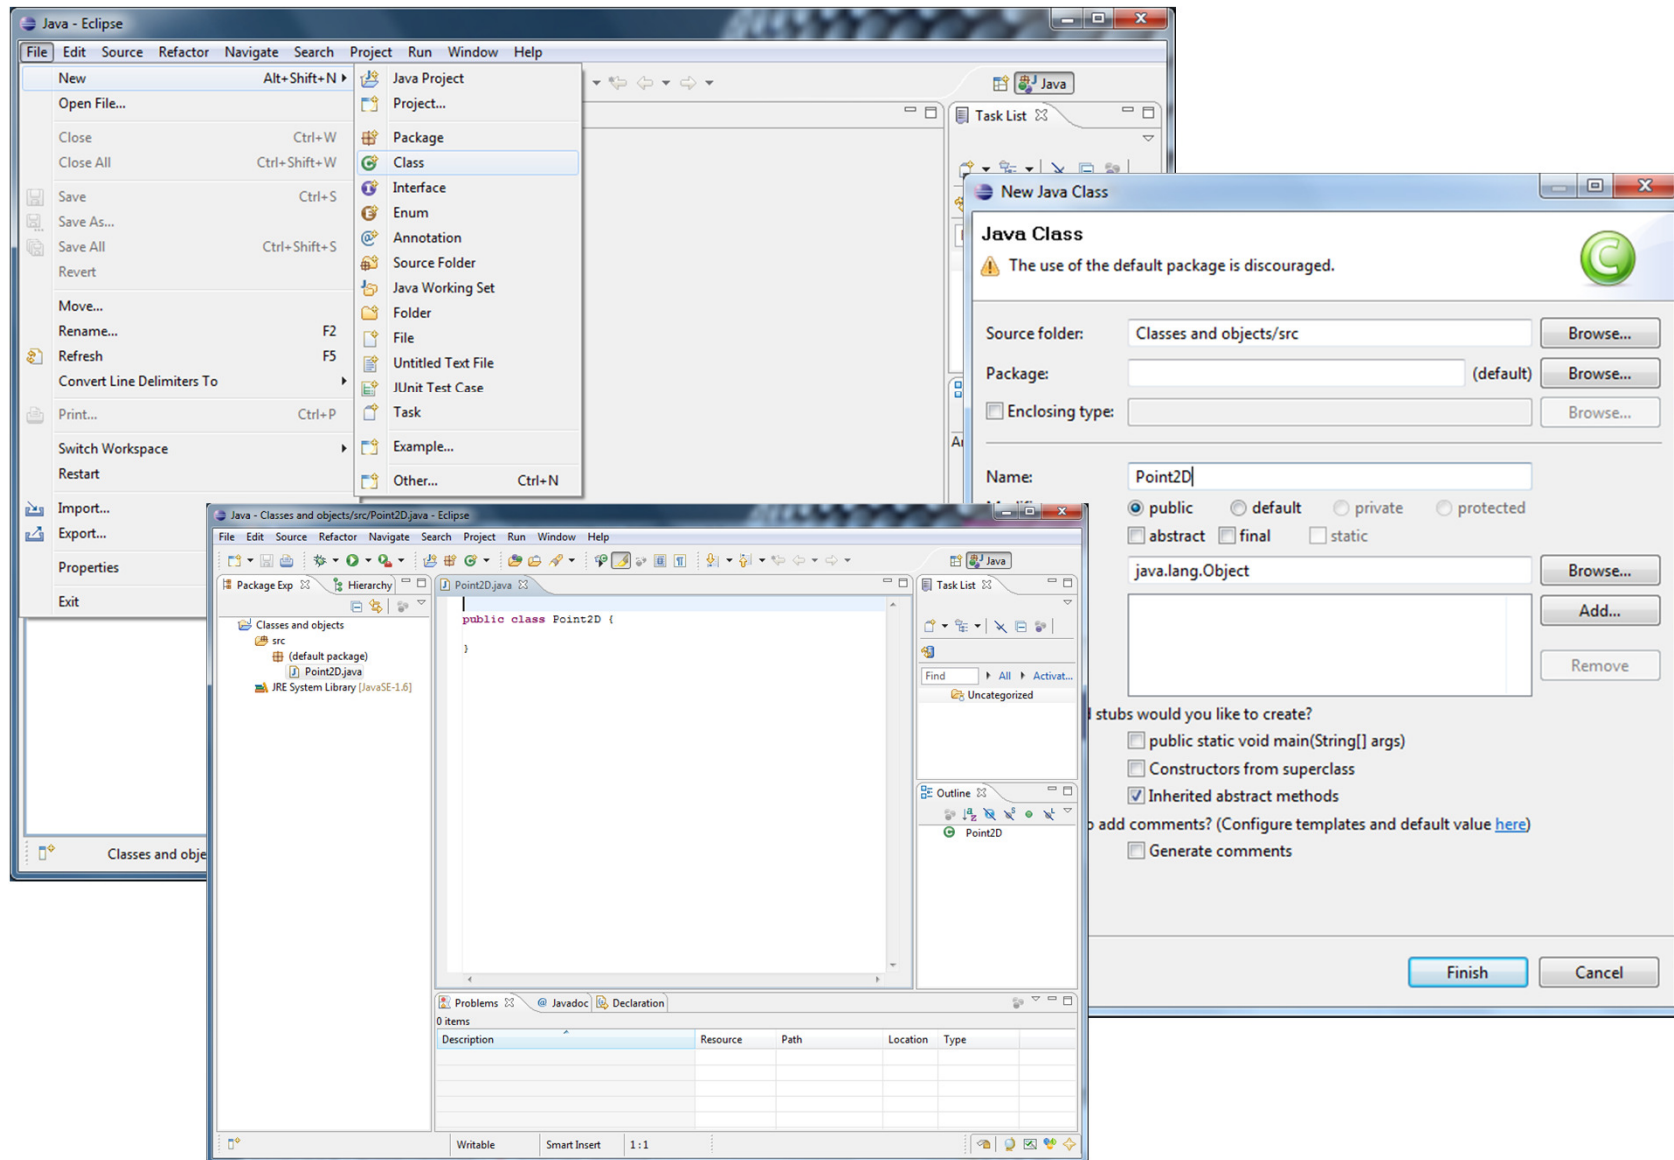 Java - Eclipse
File Edit Source Refactor Navigate Search Project Run Window Help
New Alt+Shift+N
Open File...
Close Ctrl+W
Close All Ctrl+Shift+W
Save Ctrl+S
Save As...
Save All Ctrl+Shift+S
Revert
Move...
Rename... F2
Refresh F5
Convert Line Delimiters To
Print... Ctrl+P
Switch Workspace
Restart
Import...
Export...
Properties
Exit
Java Project
Project...
Package
Class
Interface
Enum
Annotation
Source Folder
Java Working Set
Folder
File
Untitled Text File
JUnit Test Case
Task
Example...
Other... Ctrl+N
Java
Task List
Classes and obje
New Java Class
Java Class
The use of the default package is discouraged.
Source folder: Classes and objects/src Browse...
Package: (default) Browse...
Enclosing type: Browse...
Name: Point2D
public default private protected
abstract final static
java.lang.Object Browse...
Add...
Remove
stubs would you like to create?
public static void main(String[] args)
Constructors from superclass
Inherited abstract methods
add comments? (Configure templates and default value here)
Generate comments
Finish Cancel
Java - Classes and objects/src/Point2D.java - Eclipse
File Edit Source Refactor Navigate Search Project Run Window Help
Java
Package Exp Hierarchy
Classes and objects
src
(default package)
Point2D.java
JRE System Library [JavaSE-1.6]
Point2D.java
public class Point2D {
}
Task List
Find All Activat...
Uncategorized
Outline
Point2D
Problems Javadoc Declaration
0 items
Description Resource Path Location Type
Writable Smart Insert 1 : 1